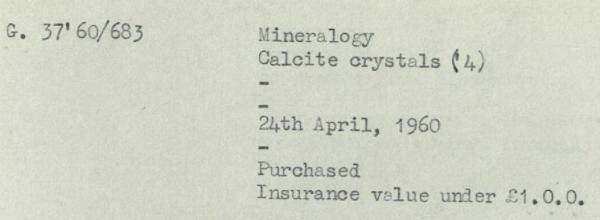 G. 37'60/683
Mineralogy
Calcite crystals (4)
-
-
24th April, 1960
-
Purchased
Insurance value under £1.0.0.